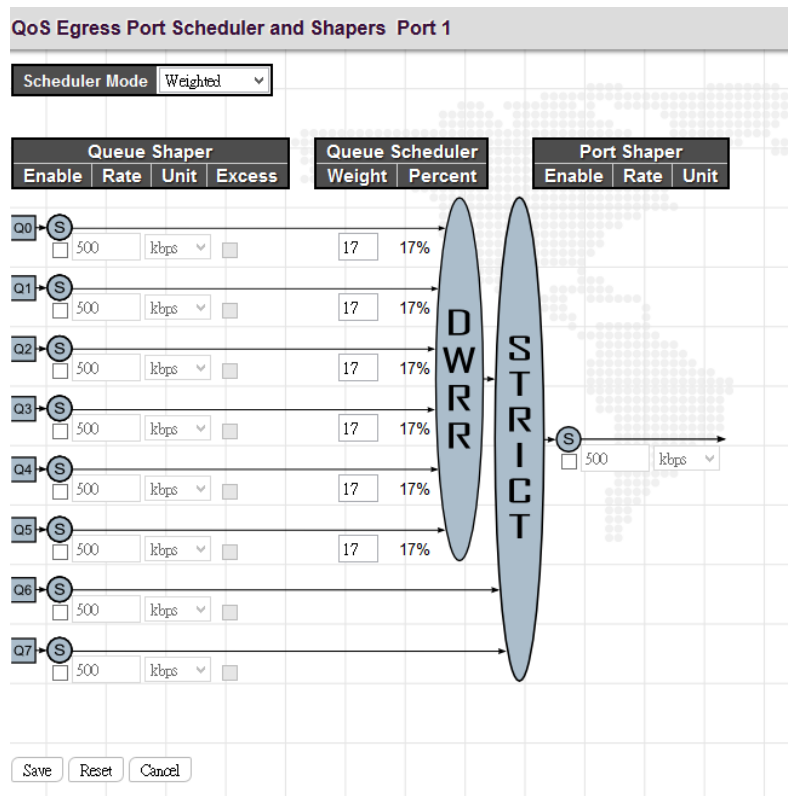 QoS Egress Port Scheduler and Shapers Port 1
Scheduler Mode Weighted
Queue Shaper Queue Scheduler Port Shaper
Enable Rate Unit Excess Weight Percent Enable Rate Unit
Q0 S
500 kbps 17 17%
Q1 S
500 kbps 17 17%
Q2 S
500 kbps 17 17%
Q3 S
500 kbps 17 17%
Q4 S
500 kbps 17 17%
Q5 S
500 kbps 17 17%
Q6 S
500 kbps
Q7 S
500 kbps
DWRR
STRICT
S
500 kbps
Save Reset Cancel